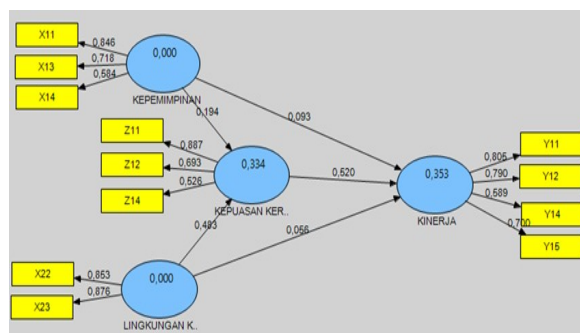 X11
0,846
0,000
X13
0,718
X14
0,584
KEPEMIMPINAN
0,194
0,093
Z11
0,887
Z12
0,693
0,334
Z14
0,526
KEPUASAN KER..
0,520
0,353
KINERJA
Y11
0,805
Y12
0,790
Y14
0,589
Y15
0,700
0,483
0,056
X22
0,853
0,000
X23
0,876
LINGKUNGAN K..